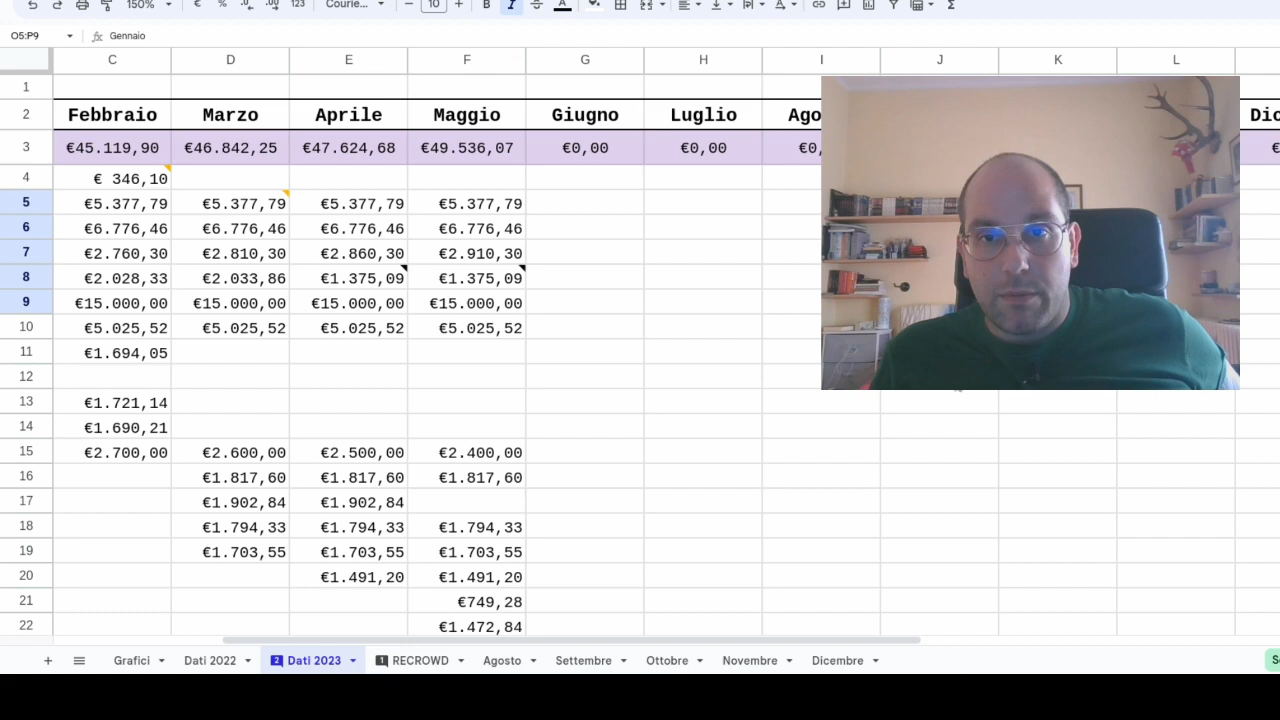 150% € % .0 .00 123 Courie... − 10 + B I A Σ
O5:P9 fx Gennaio
C D E F G H I J K L
1
2 Febbraio Marzo Aprile Maggio Giugno Luglio Ago Dic
3 €45.119,90 €46.842,25 €47.624,68 €49.536,07 €0,00 €0,00 €0, €
4 € 346,10
5 €5.377,79 €5.377,79 €5.377,79 €5.377,79
6 €6.776,46 €6.776,46 €6.776,46 €6.776,46
7 €2.760,30 €2.810,30 €2.860,30 €2.910,30
8 €2.028,33 €2.033,86 €1.375,09 €1.375,09
9 €15.000,00 €15.000,00 €15.000,00 €15.000,00
10 €5.025,52 €5.025,52 €5.025,52 €5.025,52
11 €1.694,05
12
13 €1.721,14
14 €1.690,21
15 €2.700,00 €2.600,00 €2.500,00 €2.400,00
16 €1.817,60 €1.817,60 €1.817,60
17 €1.902,84 €1.902,84
18 €1.794,33 €1.794,33 €1.794,33
19 €1.703,55 €1.703,55 €1.703,55
20 €1.491,20 €1.491,20
21 €749,28
22 €1.472,84
+ Grafici Dati 2022 2 Dati 2023 1 RECROWD Agosto Settembre Ottobre Novembre Dicembre S